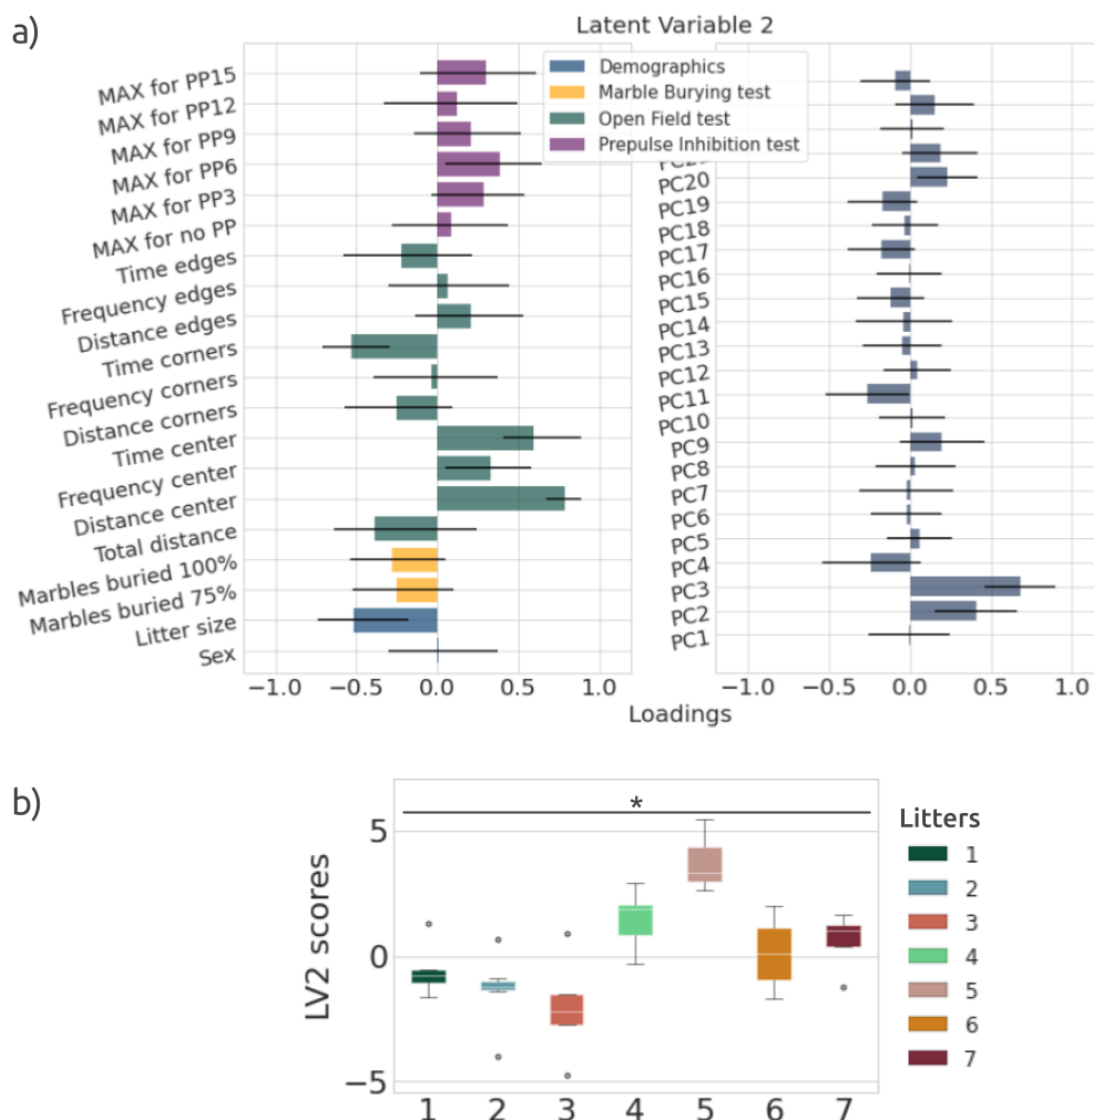 a)
Latent Variable 2
Demographics
Marble Burying test
Open Field test
Prepulse Inhibition test
MAX for PP15
MAX for PP12
MAX for PP9
MAX for PP6
MAX for PP3
MAX for no PP
Time edges
Frequency edges
Distance edges
Time corners
Frequency corners
Distance corners
Time center
Frequency center
Distance center
Total distance
Marbles buried 100%
Marbles buried 75%
Litter size
Sex
−1.0 −0.5 0.0 0.5 1.0
PC20
PC19
PC18
PC17
PC16
PC15
PC14
PC13
PC12
PC11
PC10
PC9
PC8
PC7
PC6
PC5
PC4
PC3
PC2
PC1
−1.0 −0.5 0.0 0.5 1.0
Loadings
b)
*
LV2 scores
5
0
−5
1 2 3 4 5 6 7
Litters
1
2
3
4
5
6
7